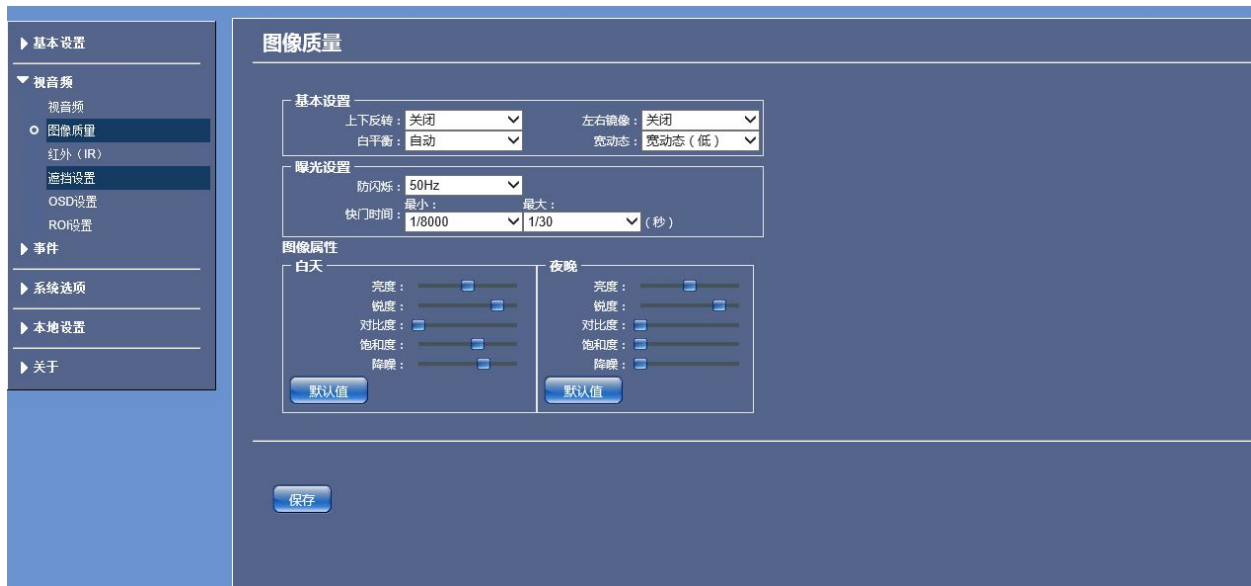 基本设置
视音频
视音频
图像质量
红外（IR）
遮挡设置
OSD设置
ROI设置
事件
系统选项
本地设置
关于
图像质量
基本设置
上下反转： 关闭 左右镜像： 关闭
白平衡： 自动 宽动态： 宽动态（低）
曝光设置
防闪烁： 50Hz
最小： 最大：
快门时间： 1/8000 1/30 （秒）
图像属性
白天
亮度：
锐度：
对比度：
饱和度：
降噪：
默认值
夜晚
亮度：
锐度：
对比度：
饱和度：
降噪：
默认值
保存